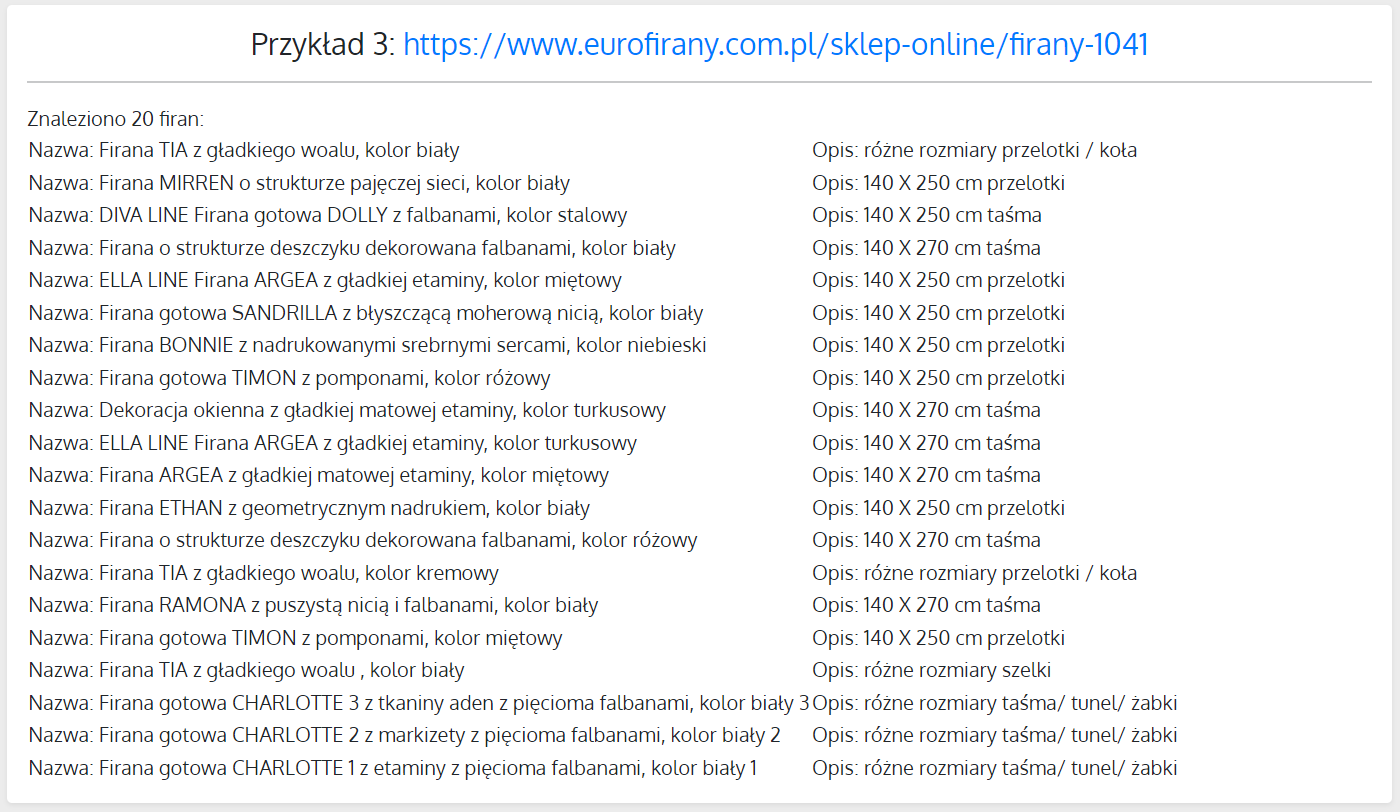 Przykład 3: https://www.eurofirany.com.pl/sklep-online/firany-1041
Znaleziono 20 firan:
Nazwa: Firana TIA z gładkiego woalu, kolor biały Opis: różne rozmiary przelotki / koła
Nazwa: Firana MIRREN o strukturze pajęczej sieci, kolor biały Opis: 140 X 250 cm przelotki
Nazwa: DIVA LINE Firana gotowa DOLLY z falbanami, kolor stalowy Opis: 140 X 250 cm taśma
Nazwa: Firana o strukturze deszczyku dekorowana falbanami, kolor biały Opis: 140 X 270 cm taśma
Nazwa: ELLA LINE Firana ARGEA z gładkiej etaminy, kolor miętowy Opis: 140 X 250 cm przelotki
Nazwa: Firana gotowa SANDRILLA z błyszczącą moherową nicią, kolor biały Opis: 140 X 250 cm przelotki
Nazwa: Firana BONNIE z nadrukowanymi srebrnymi sercami, kolor niebieski Opis: 140 X 250 cm przelotki
Nazwa: Firana gotowa TIMON z pomponami, kolor różowy Opis: 140 X 250 cm przelotki
Nazwa: Dekoracja okienna z gładkiej matowej etaminy, kolor turkusowy Opis: 140 X 270 cm taśma
Nazwa: ELLA LINE Firana ARGEA z gładkiej etaminy, kolor turkusowy Opis: 140 X 270 cm taśma
Nazwa: Firana ARGEA z gładkiej matowej etaminy, kolor miętowy Opis: 140 X 270 cm taśma
Nazwa: Firana ETHAN z geometrycznym nadrukiem, kolor biały Opis: 140 X 250 cm przelotki
Nazwa: Firana o strukturze deszczyku dekorowana falbanami, kolor różowy Opis: 140 X 270 cm taśma
Nazwa: Firana TIA z gładkiego woalu, kolor kremowy Opis: różne rozmiary przelotki / koła
Nazwa: Firana RAMONA z puszystą nicią i falbanami, kolor biały Opis: 140 X 270 cm taśma
Nazwa: Firana gotowa TIMON z pomponami, kolor miętowy Opis: 140 X 250 cm przelotki
Nazwa: Firana TIA z gładkiego woalu , kolor biały Opis: różne rozmiary szelki
Nazwa: Firana gotowa CHARLOTTE 3 z tkaniny aden z pięcioma falbanami, kolor biały 3 Opis: różne rozmiary taśma/ tunel/ żabki
Nazwa: Firana gotowa CHARLOTTE 2 z markizety z pięcioma falbanami, kolor biały 2 Opis: różne rozmiary taśma/ tunel/ żabki
Nazwa: Firana gotowa CHARLOTTE 1 z etaminy z pięcioma falbanami, kolor biały 1 Opis: różne rozmiary taśma/ tunel/ żabki